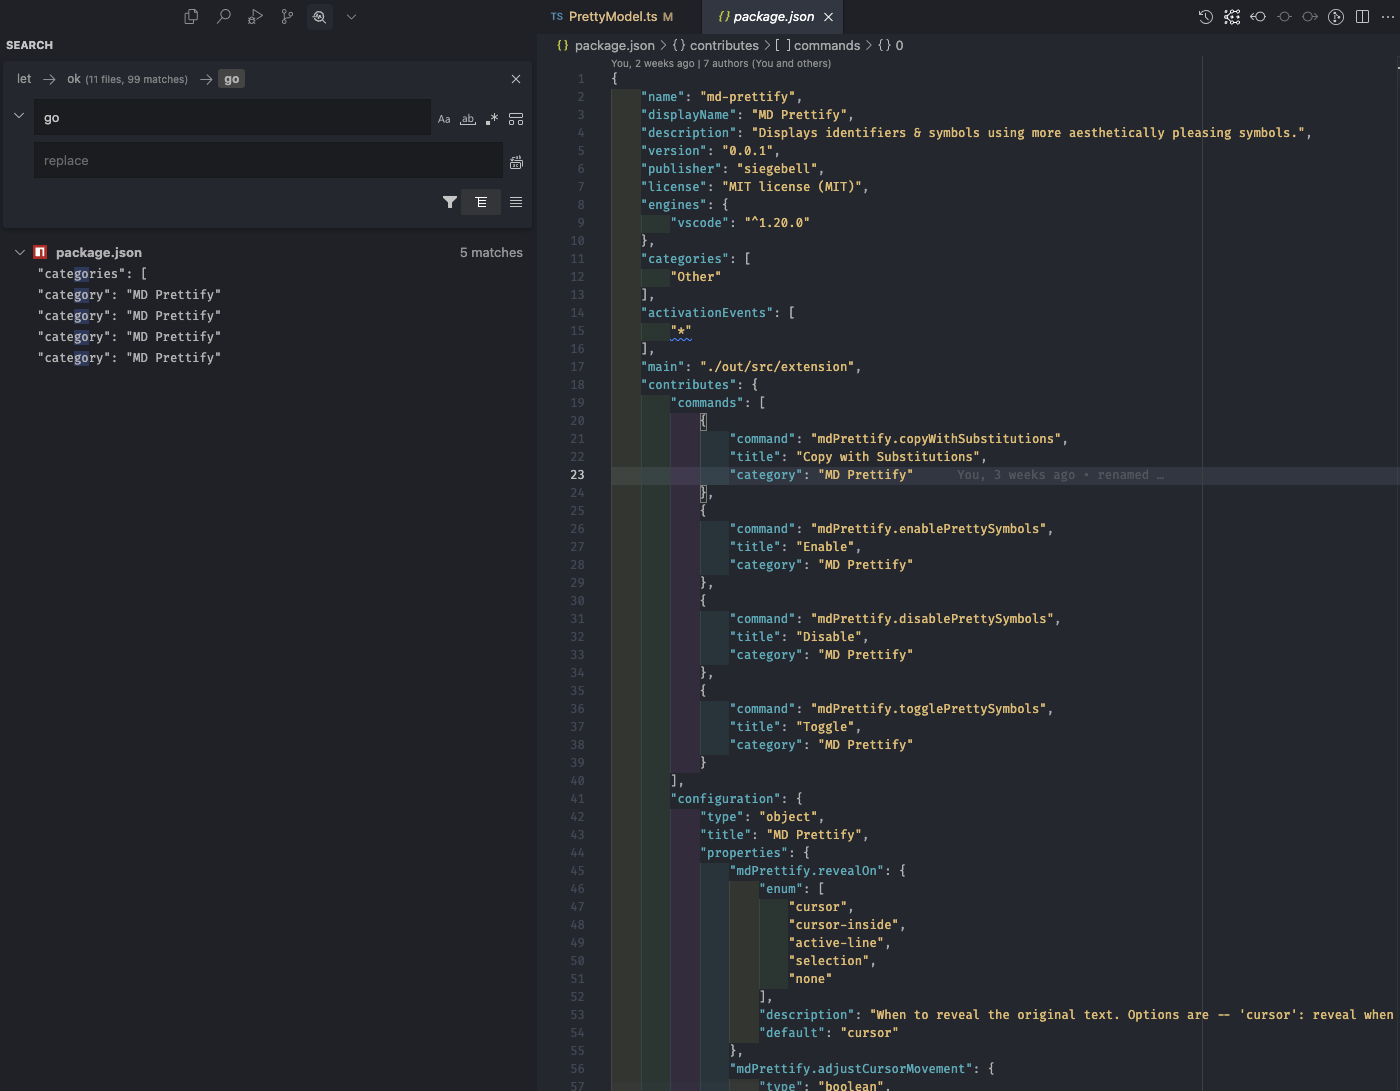 SEARCH
let → ok (11 files, 99 matches) → go
go
Aa ab .*
replace
package.json 5 matches
"categories": [
"category": "MD Prettify"
"category": "MD Prettify"
"category": "MD Prettify"
"category": "MD Prettify"
TS PrettyModel.ts M {} package.json
{} package.json > {} contributes > [ ] commands > {} 0
You, 2 weeks ago | 7 authors (You and others)
1 {
2 "name": "md-prettify",
3 "displayName": "MD Prettify",
4 "description": "Displays identifiers & symbols using more aesthetically pleasing symbols.",
5 "version": "0.0.1",
6 "publisher": "siegebell",
7 "license": "MIT license (MIT)",
8 "engines": {
9 "vscode": "^1.20.0"
10 },
11 "categories": [
12 "Other"
13 ],
14 "activationEvents": [
15 "*"
16 ],
17 "main": "./out/src/extension",
18 "contributes": {
19 "commands": [
20 {
21 "command": "mdPrettify.copyWithSubstitutions",
22 "title": "Copy with Substitutions",
23 "category": "MD Prettify" You, 3 weeks ago • renamed …
24 },
25 {
26 "command": "mdPrettify.enablePrettySymbols",
27 "title": "Enable",
28 "category": "MD Prettify"
29 },
30 {
31 "command": "mdPrettify.disablePrettySymbols",
32 "title": "Disable",
33 "category": "MD Prettify"
34 },
35 {
36 "command": "mdPrettify.togglePrettySymbols",
37 "title": "Toggle",
38 "category": "MD Prettify"
39 }
40 ],
41 "configuration": {
42 "type": "object",
43 "title": "MD Prettify",
44 "properties": {
45 "mdPrettify.revealOn": {
46 "enum": [
47 "cursor",
48 "cursor-inside",
49 "active-line",
50 "selection",
51 "none"
52 ],
53 "description": "When to reveal the original text. Options are -- 'cursor': reveal when
54 "default": "cursor"
55 },
56 "mdPrettify.adjustCursorMovement": {
57 "type": "boolean",